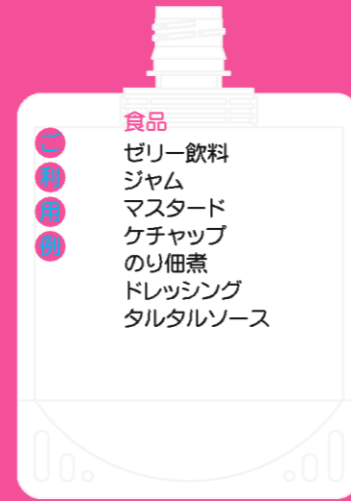 ご利用例
食品
ゼリー飲料
ジャム
マスタード
ケチャップ
のり佃煮
ドレッシング
タルタルソース